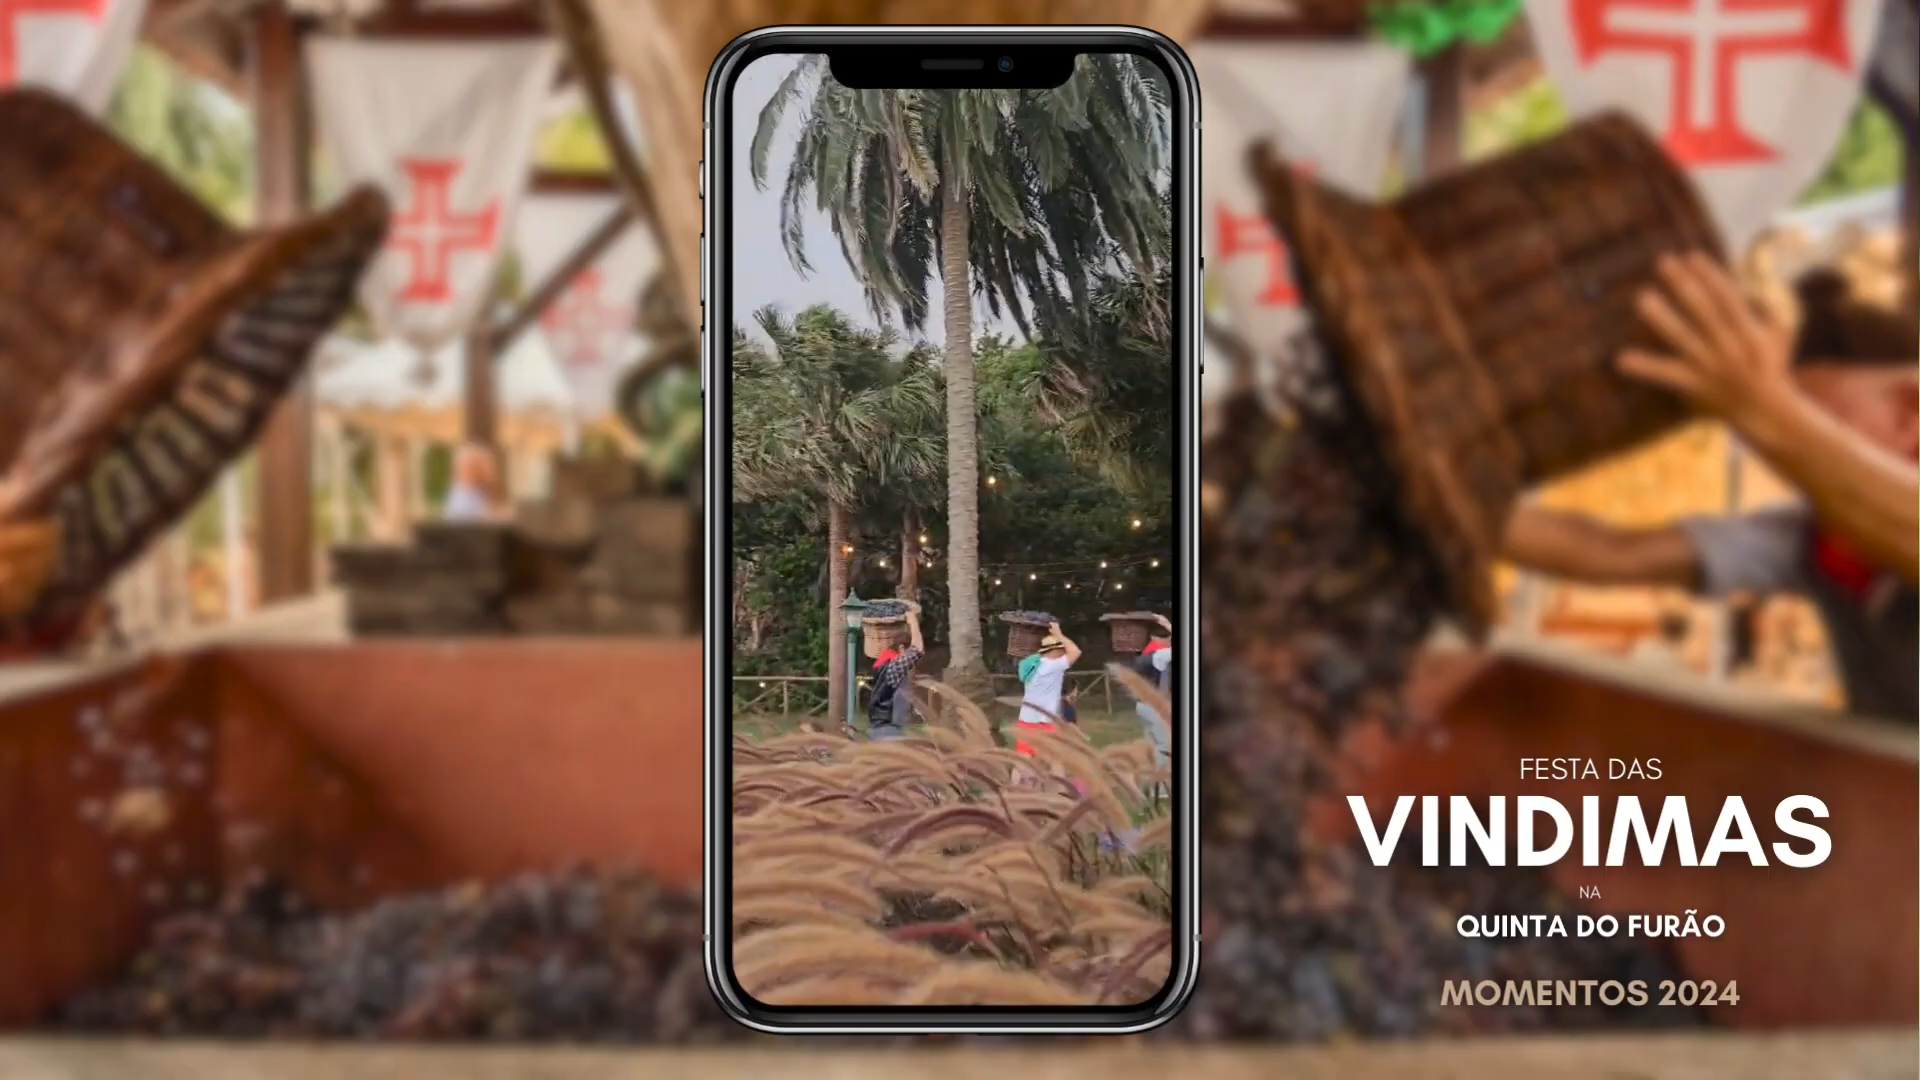 FESTA DAS
VINDIMAS
NA
QUINTA DO FURÃO
MOMENTOS 2024